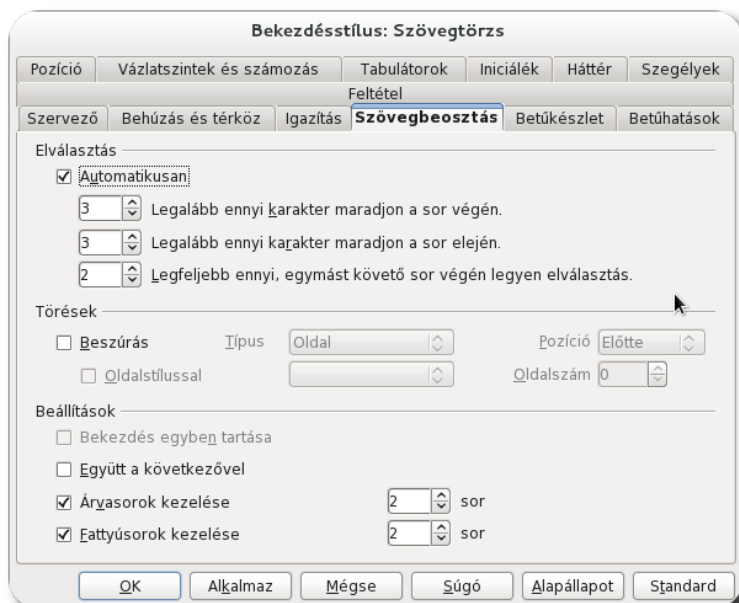 Bekezdésstílus: Szövegtörzs
Pozíció Vázlatszintek és számozás Tabulátorok Iniciálék Háttér Szegélyek
Feltétel
Szervező Behúzás és térköz Igazítás Szövegbeosztás Betűkészlet Betűhatások
Elválasztás
Automatikusan
3 Legalább ennyi karakter maradjon a sor végén.
3 Legalább ennyi karakter maradjon a sor elején.
2 Legfeljebb ennyi, egymást követő sor végén legyen elválasztás.
Törések
Beszúrás Típus Oldal Pozíció Előtte
Oldalstílussal Oldalszám 0
Beállítások
Bekezdés egyben tartása
Együtt a következővel
Árvasorok kezelése 2 sor
Fattyúsorok kezelése 2 sor
OK Alkalmaz Mégse Súgó Alapállapot Standard